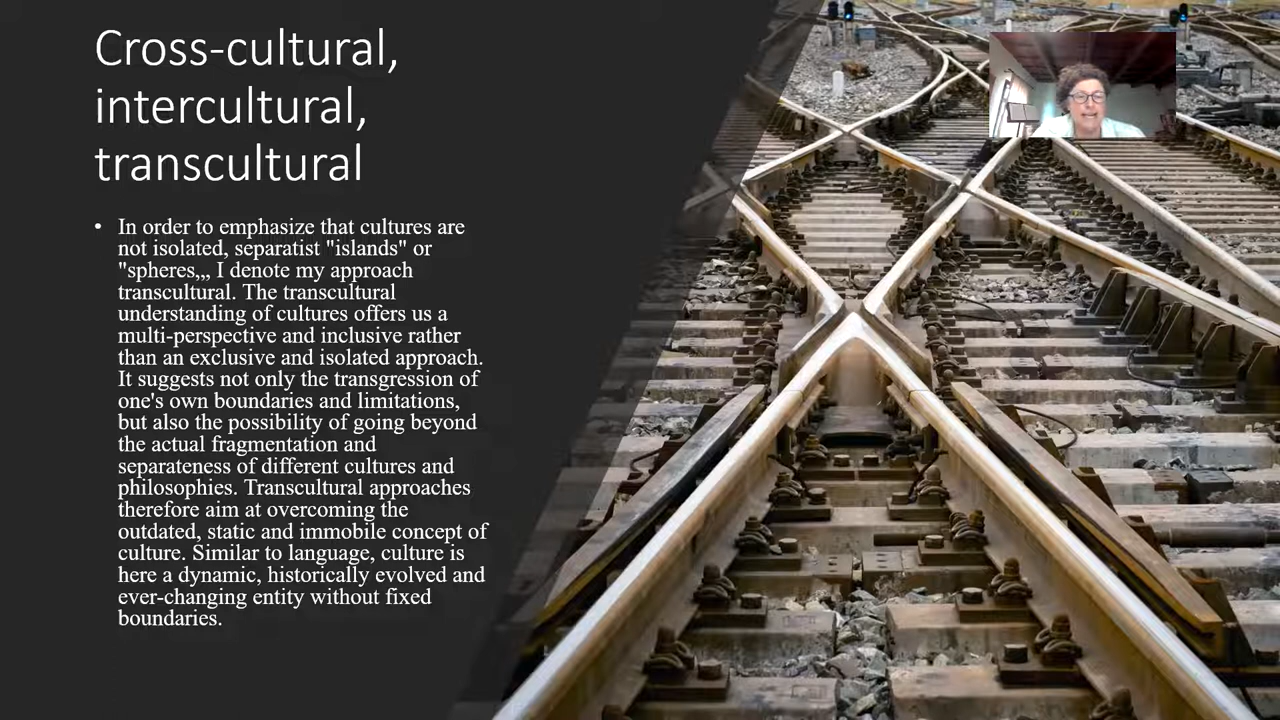 Cross-cultural,
intercultural,
transcultural
• In order to emphasize that cultures are
not isolated, separatist "islands" or
"spheres,„ I denote my approach
transcultural. The transcultural
understanding of cultures offers us a
multi-perspective and inclusive rather
than an exclusive and isolated approach.
It suggests not only the transgression of
one's own boundaries and limitations,
but also the possibility of going beyond
the actual fragmentation and
separateness of different cultures and
philosophies. Transcultural approaches
therefore aim at overcoming the
outdated, static and immobile concept of
culture. Similar to language, culture is
here a dynamic, historically evolved and
ever-changing entity without fixed
boundaries.